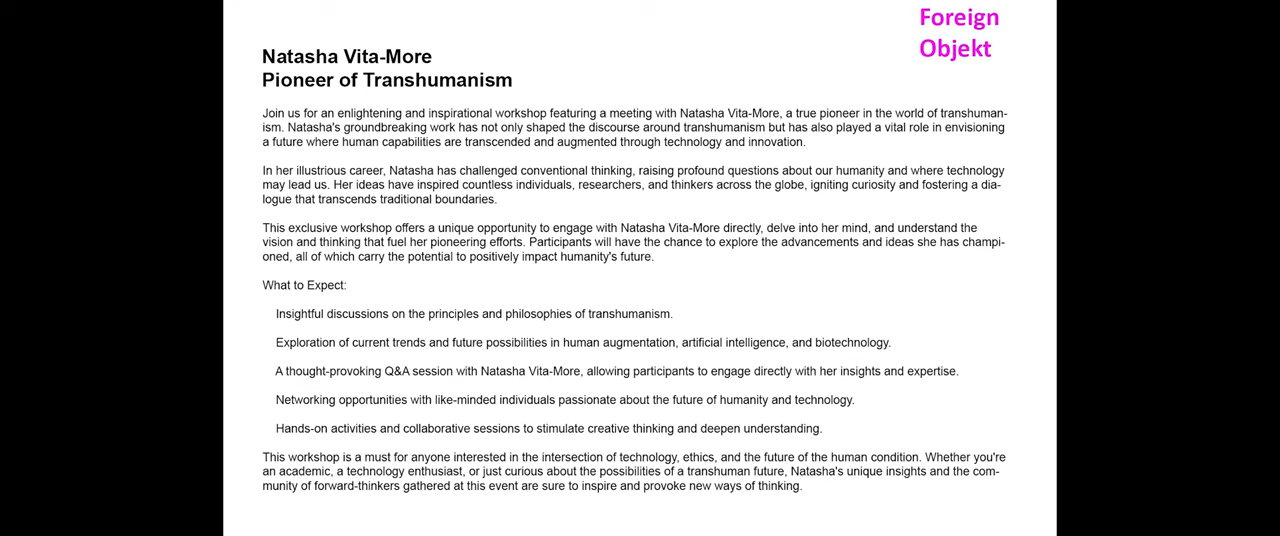 Foreign
Objekt
Natasha Vita-More
Pioneer of Transhumanism
Join us for an enlightening and inspirational workshop featuring a meeting with Natasha Vita-More, a true pioneer in the world of transhuman-
ism. Natasha's groundbreaking work has not only shaped the discourse around transhumanism but has also played a vital role in envisioning
a future where human capabilities are transcended and augmented through technology and innovation.
In her illustrious career, Natasha has challenged conventional thinking, raising profound questions about our humanity and where technology
may lead us. Her ideas have inspired countless individuals, researchers, and thinkers across the globe, igniting curiosity and fostering a dia-
logue that transcends traditional boundaries.
This exclusive workshop offers a unique opportunity to engage with Natasha Vita-More directly, delve into her mind, and understand the
vision and thinking that fuel her pioneering efforts. Participants will have the chance to explore the advancements and ideas she has champi-
oned, all of which carry the potential to positively impact humanity's future.
What to Expect:
Insightful discussions on the principles and philosophies of transhumanism.
Exploration of current trends and future possibilities in human augmentation, artificial intelligence, and biotechnology.
A thought-provoking Q&A session with Natasha Vita-More, allowing participants to engage directly with her insights and expertise.
Networking opportunities with like-minded individuals passionate about the future of humanity and technology.
Hands-on activities and collaborative sessions to stimulate creative thinking and deepen understanding.
This workshop is a must for anyone interested in the intersection of technology, ethics, and the future of the human condition. Whether you're
an academic, a technology enthusiast, or just curious about the possibilities of a transhuman future, Natasha's unique insights and the com-
munity of forward-thinkers gathered at this event are sure to inspire and provoke new ways of thinking.